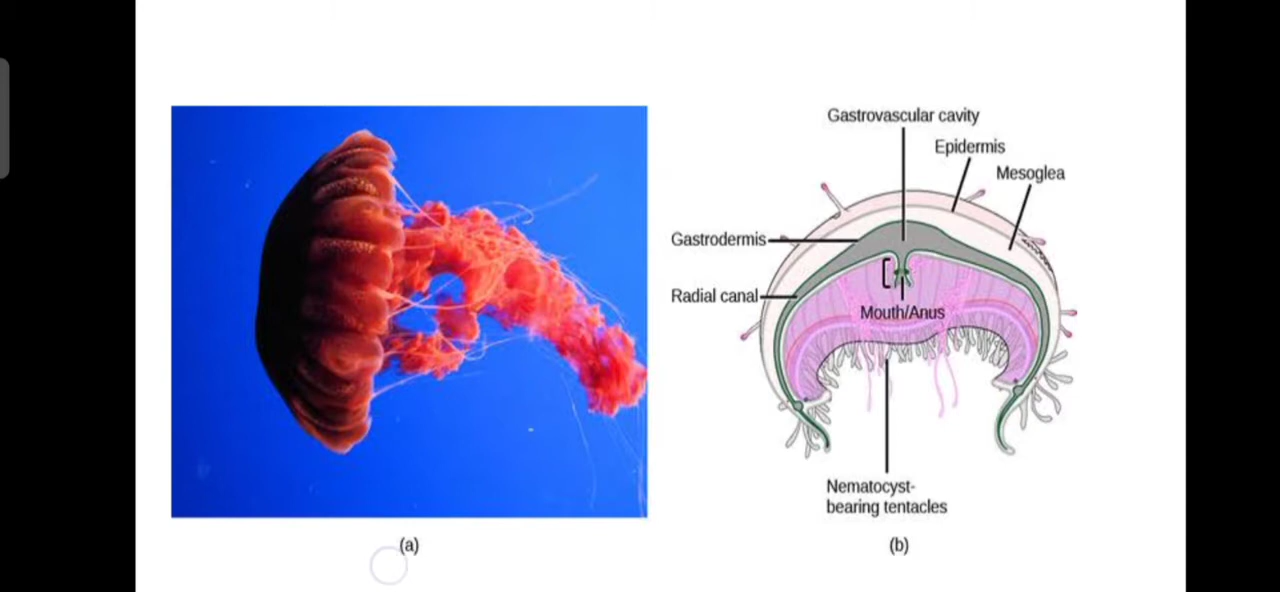 Gastrovascular cavity
Epidermis
Mesoglea
Gastrodermis
Radial canal
Mouth/Anus
Nematocyst-
bearing tentacles
(a)
(b)